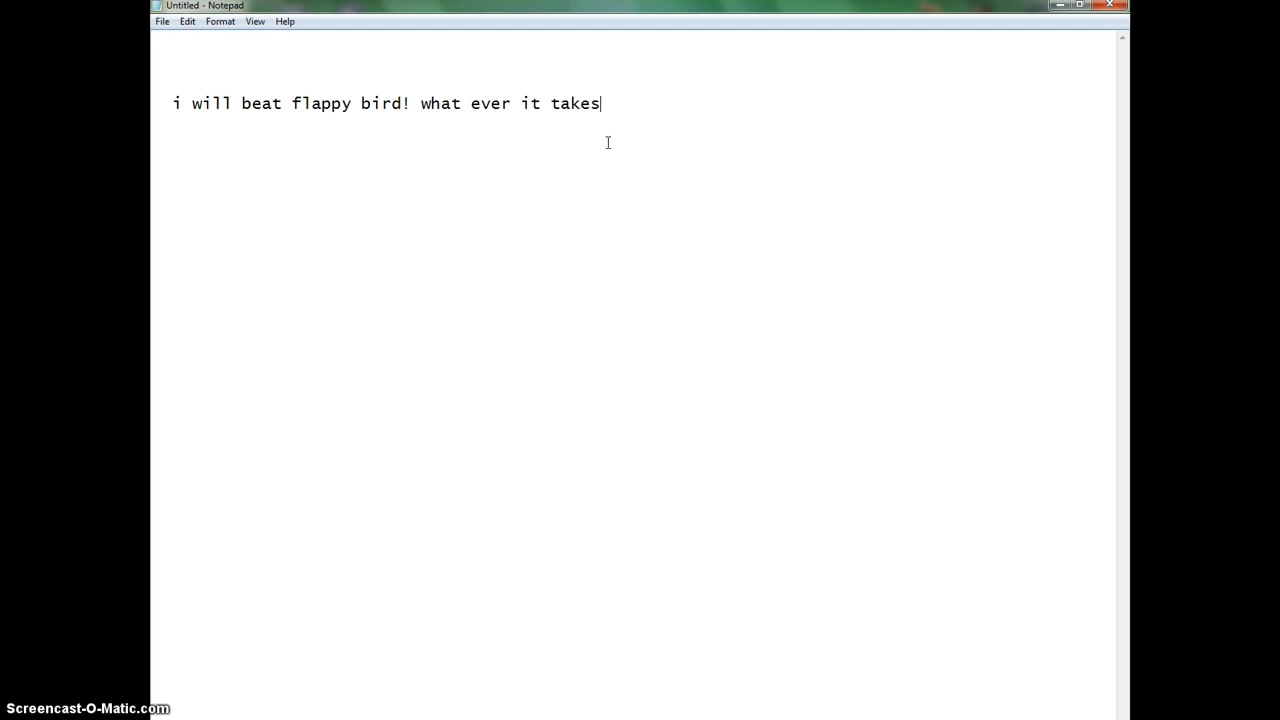 Untitled - Notepad
File Edit Format View Help
i will beat flappy bird! what ever it takes
Screencast-O-Matic.com